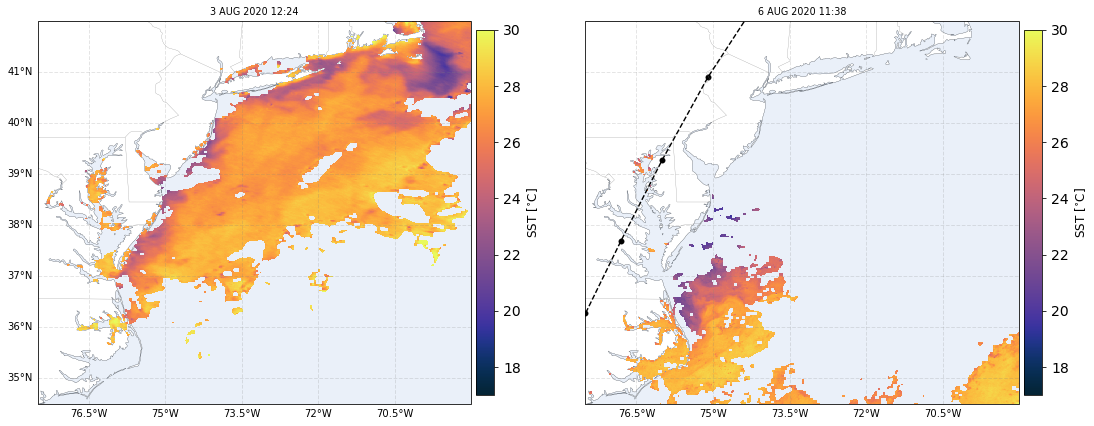 3 AUG 2020 12:24
41°N
40°N
39°N
38°N
37°N
36°N
35°N
76.5°W
75°W
73.5°W
72°W
70.5°W
30
28
26
24
22
20
18
SST [°C]
6 AUG 2020 11:38
76.5°W
75°W
73.5°W
72°W
70.5°W
30
28
26
24
22
20
18
SST [°C]